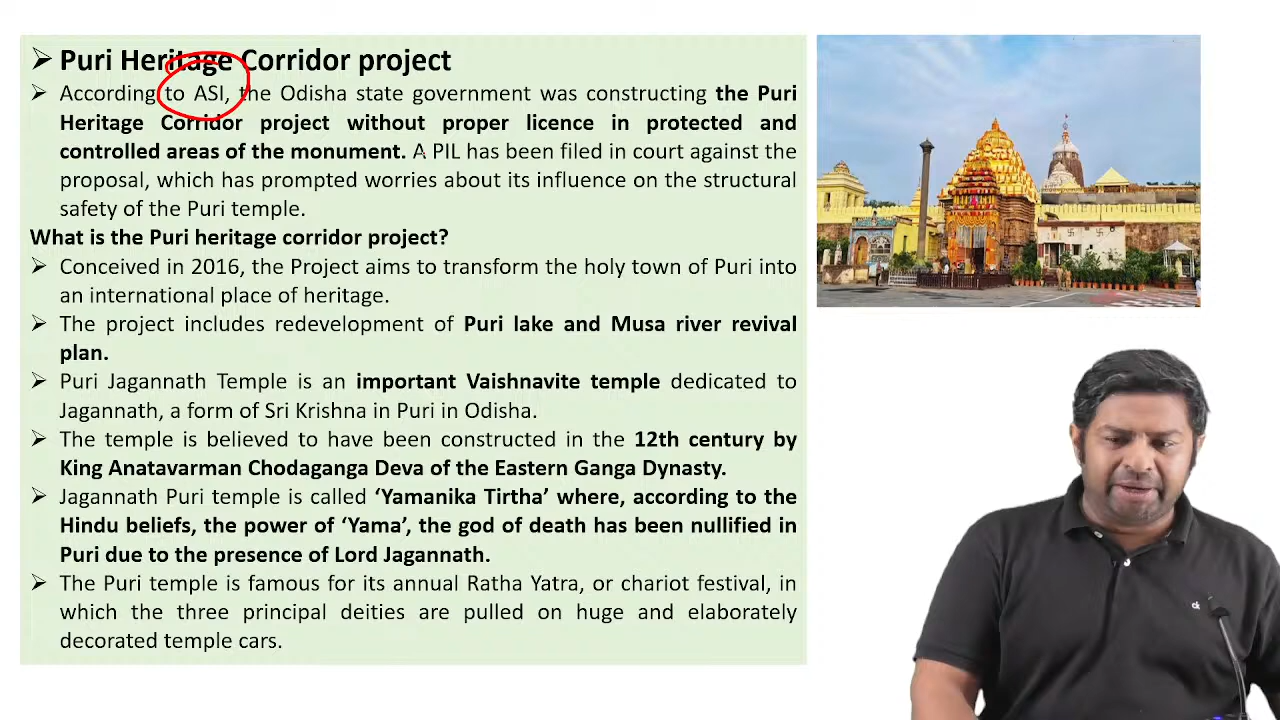 ➢ Puri Heritage Corridor project
➢ According to ASI, the Odisha state government was constructing the Puri
Heritage Corridor project without proper licence in protected and
controlled areas of the monument. A PIL has been filed in court against the
proposal, which has prompted worries about its influence on the structural
safety of the Puri temple.
What is the Puri heritage corridor project?
➢ Conceived in 2016, the Project aims to transform the holy town of Puri into
an international place of heritage.
➢ The project includes redevelopment of Puri lake and Musa river revival
plan.
➢ Puri Jagannath Temple is an important Vaishnavite temple dedicated to
Jagannath, a form of Sri Krishna in Puri in Odisha.
➢ The temple is believed to have been constructed in the 12th century by
King Anatavarman Chodaganga Deva of the Eastern Ganga Dynasty.
➢ Jagannath Puri temple is called ‘Yamanika Tirtha’ where, according to the
Hindu beliefs, the power of ‘Yama’, the god of death has been nullified in
Puri due to the presence of Lord Jagannath.
➢ The Puri temple is famous for its annual Ratha Yatra, or chariot festival, in
which the three principal deities are pulled on huge and elaborately
decorated temple cars.